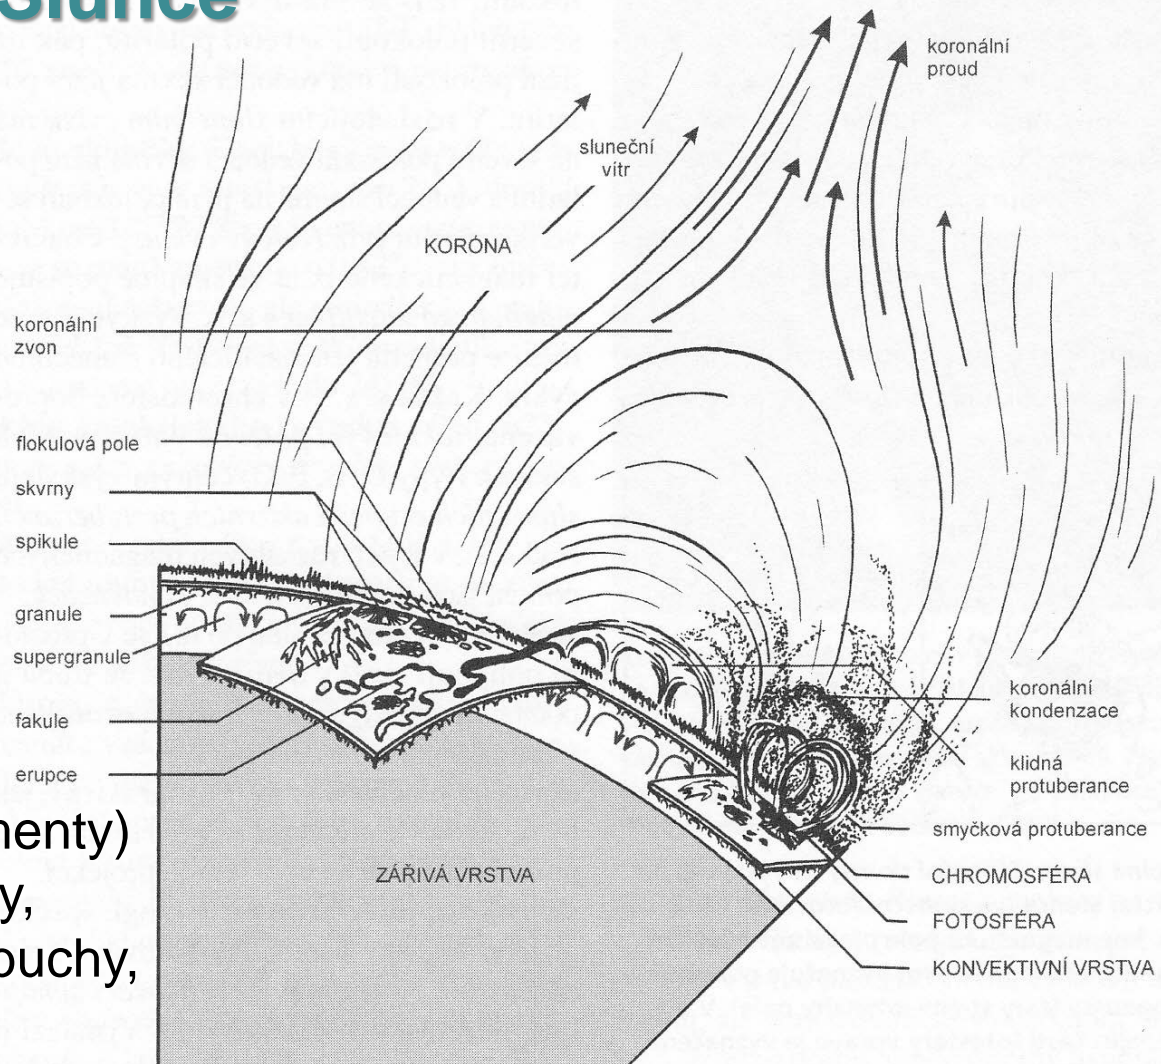 Slunce
koronální
proud
sluneční
vítr
KORÓNA
koronální
zvon
flokulová pole
skvrny
spikule
granule
supergranule
fakule
erupce
koronální
kondenzace
klidná
protuberance
smyčková protuberance
CHROMOSFÉRA
FOTOSFÉRA
KONVEKTIVNÍ VRSTVA
ZÁŘIVÁ VRSTVA
menty)
y,
ouchy,